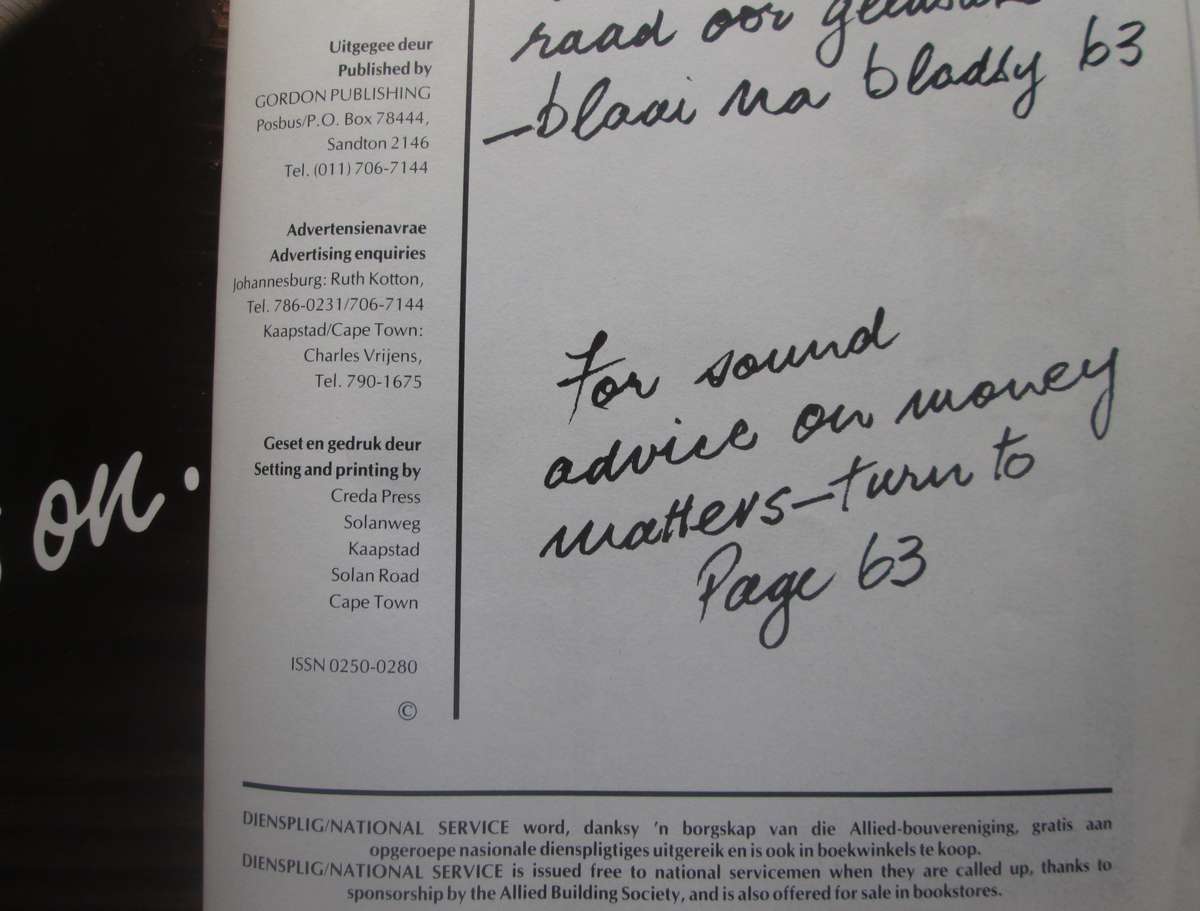 Uitgegee deur
Published by
GORDON PUBLISHING
Posbus/P.O. Box 78444,
Sandton 2146
Tel. (011) 706-7144
Advertensienavrae
Advertising enquiries
Johannesburg: Ruth Kotton,
Tel. 786-0231/706-7144
Kaapstad/Cape Town:
Charles Vrijens,
Tel. 790-1675
Geset en gedruk deur
Setting and printing by
Creda Press
Solanweg
Kaapstad
Solan Road
Cape Town
ISSN 0250-0280
©
on.
raad oor
—blaai na bladsy 63
For sound
advice on money
matters—turn to
Page 63
DIENSPLIG/NATIONAL SERVICE word, danksy 'n borgskap van die Allied-bouvereniging, gratis aan
opgeroepe nasionale dienspligtiges uitgereik en is ook in boekwinkels te koop.
DIENSPLIG/NATIONAL SERVICE is issued free to national servicemen when they are called up, thanks to
sponsorship by the Allied Building Society, and is also offered for sale in bookstores.